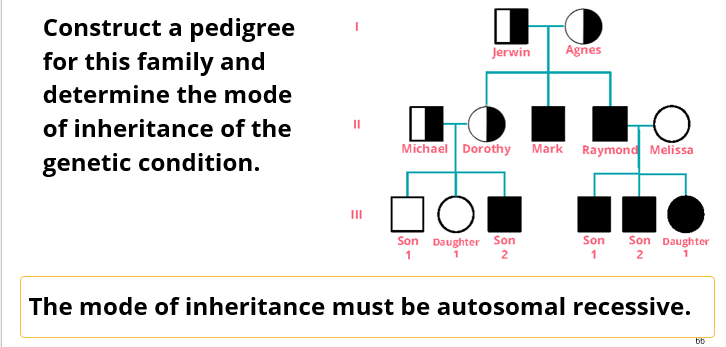 Construct a pedigree
for this family and
determine the mode
of inheritance of the
genetic condition.
I
Jerwin Agnes
II
Michael Dorothy Mark Raymond Melissa
III
Son Daughter Son Son Son Daughter
1 1 2 1 2 1
The mode of inheritance must be autosomal recessive.
66